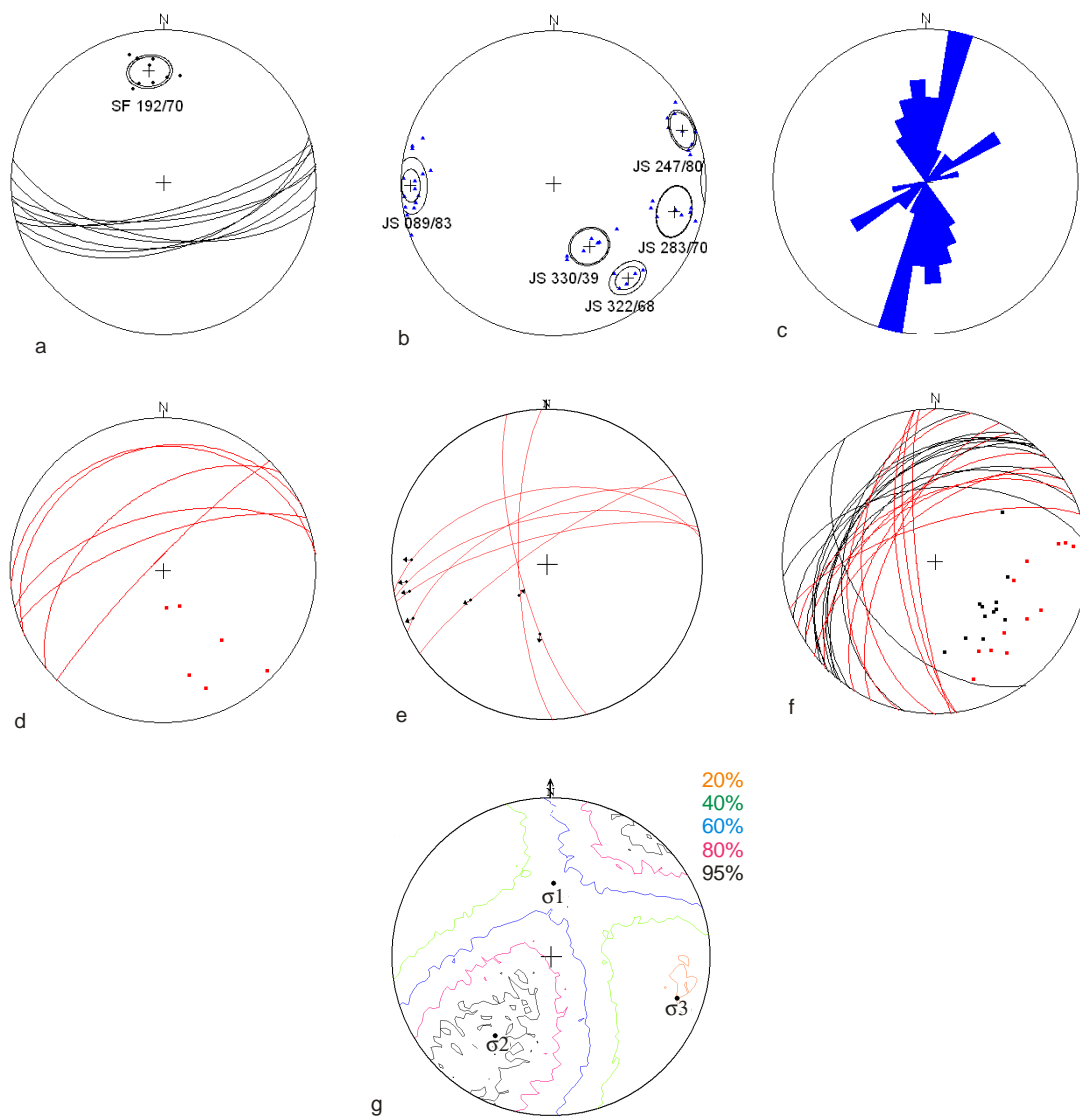 N
SF 192/70
a
N
JS 247/80
JS 089/83
JS 283/70
JS 330/39
JS 322/68
b
N
c
N
d
N
e
N
f
20%
40%
60%
80%
95%
N
σ1
σ3
σ2
g